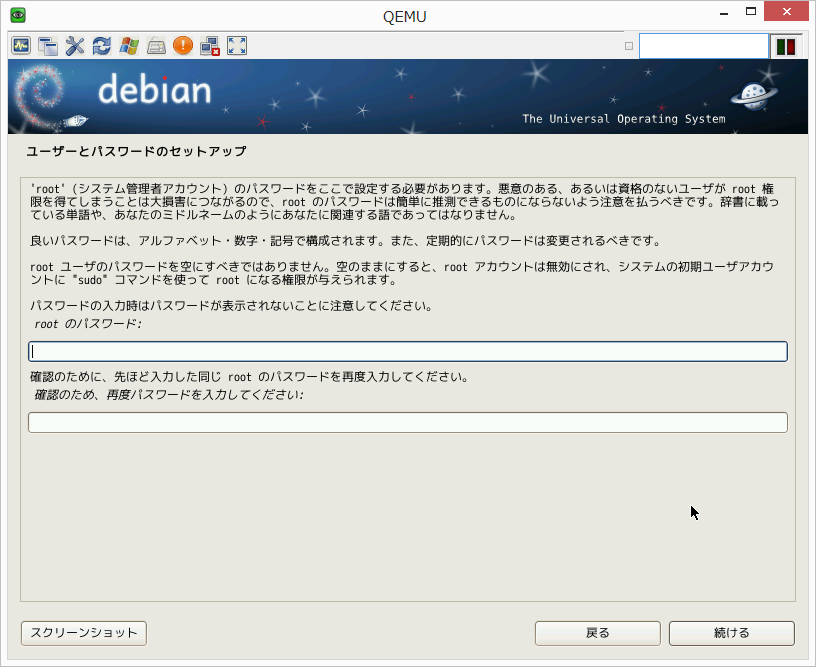 QEMU
debian
The Universal Operating System
ユーザーとパスワードのセットアップ
'root' (システム管理者アカウント) のパスワードをここで設定する必要があります。悪意のある、あるいは資格のないユーザが root 権
限を得てしまうことは大損害につながるので、root のパスワードは簡単に推測できるものにならないよう注意を払うべきです。辞書に載っ
ている単語や、あなたのミドルネームのようにあなたに関連する語であってはなりません。
良いパスワードは、アルファベット・数字・記号で構成されます。また、定期的にパスワードは変更されるべきです。
root ユーザのパスワードを空にすべきではありません。空のままにすると、root アカウントは無効にされ、システムの初期ユーザアカウ
ントに "sudo" コマンドを使って root になる権限が与えられます。
パスワードの入力時はパスワードが表示されないことに注意してください。
root のパスワード:
確認のために、先ほど入力した同じ root のパスワードを再度入力してください。
確認のため、再度パスワードを入力してください:
スクリーンショット
戻る
続ける